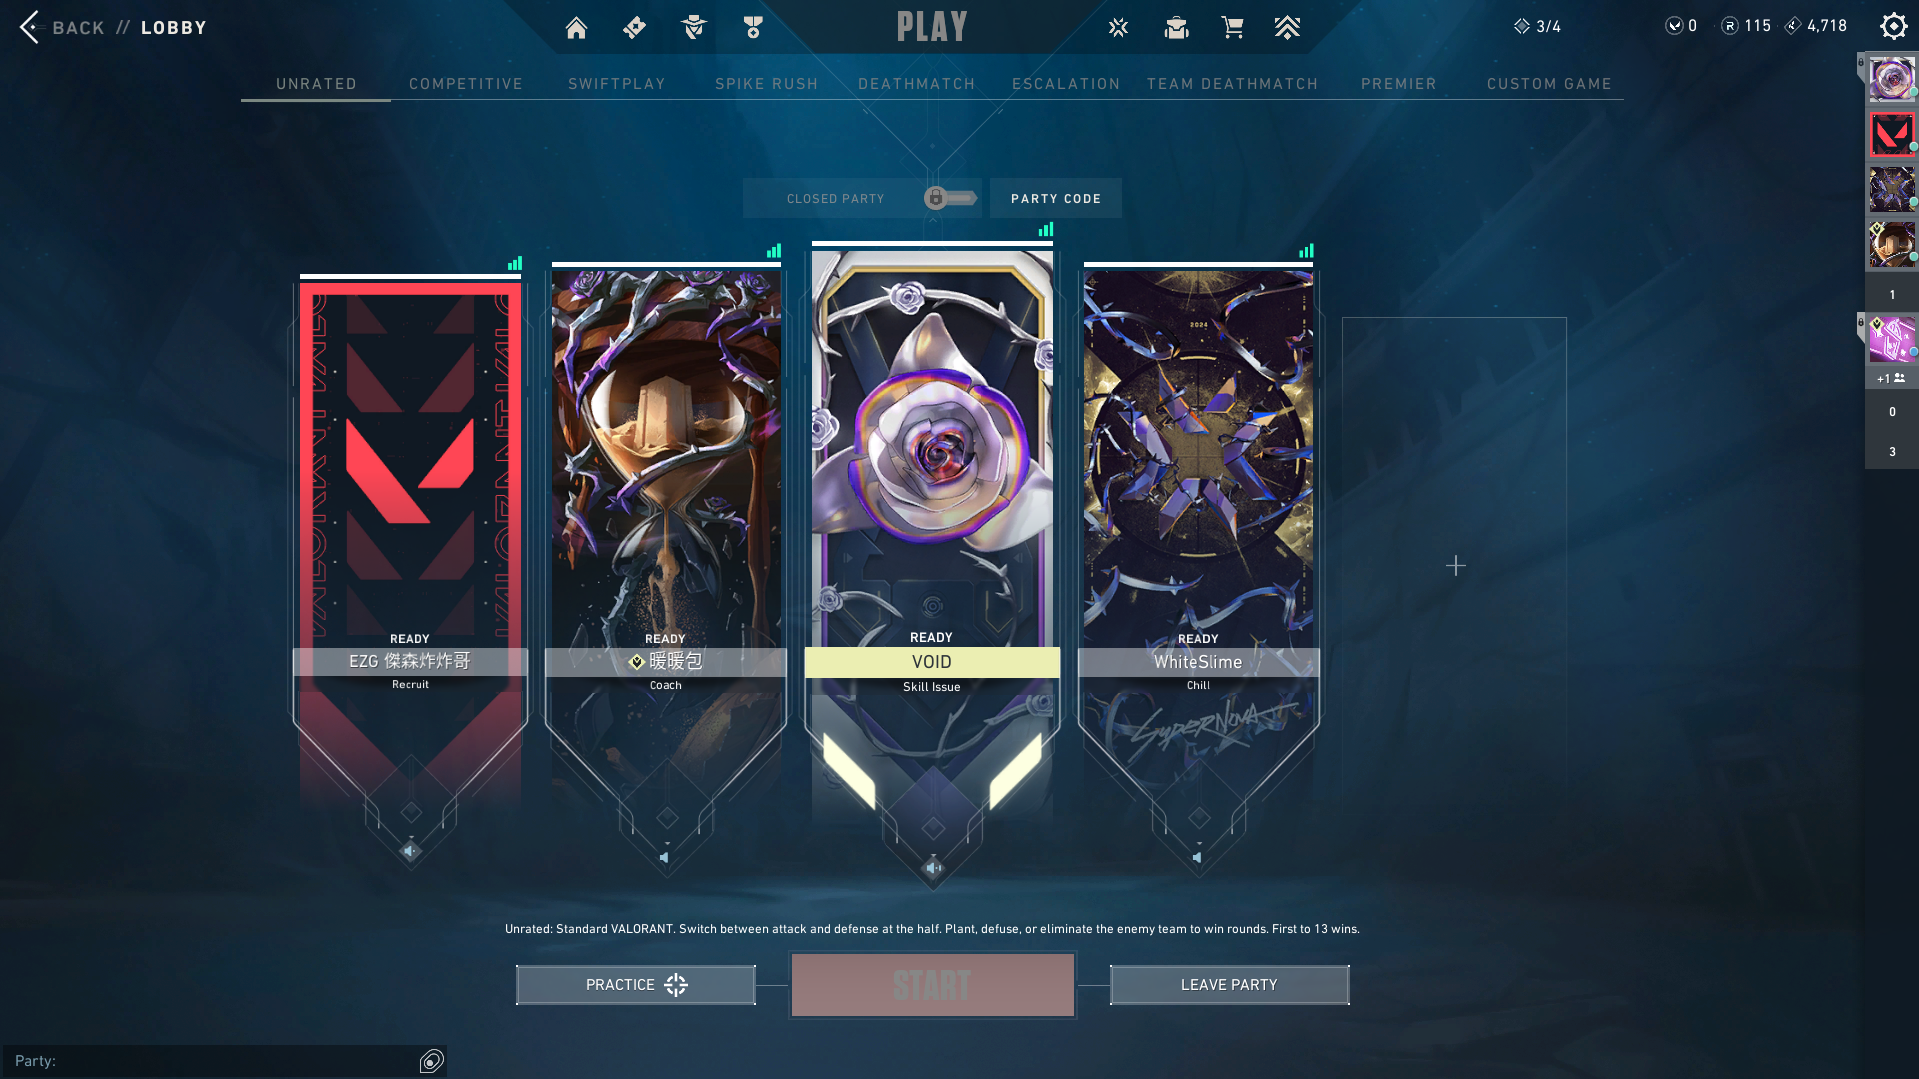 BACK // LOBBY
PLAY
3/4
0
115
4,718
UNRATED
COMPETITIVE
SWIFTPLAY
SPIKE RUSH
DEATHMATCH
ESCALATION
TEAM DEATHMATCH
PREMIER
CUSTOM GAME
CLOSED PARTY
PARTY CODE
1
+1
0
3
2024
VALORANT
READY
EZG 傑森炸炸哥
Recruit
READY
暖暖包
Coach
READY
VOID
Skill Issue
READY
WhiteSlime
Chill
SUPERNOVA
Unrated: Standard VALORANT. Switch between attack and defense at the half. Plant, defuse, or eliminate the enemy team to win rounds. First to 13 wins.
PRACTICE
START
LEAVE PARTY
Party: